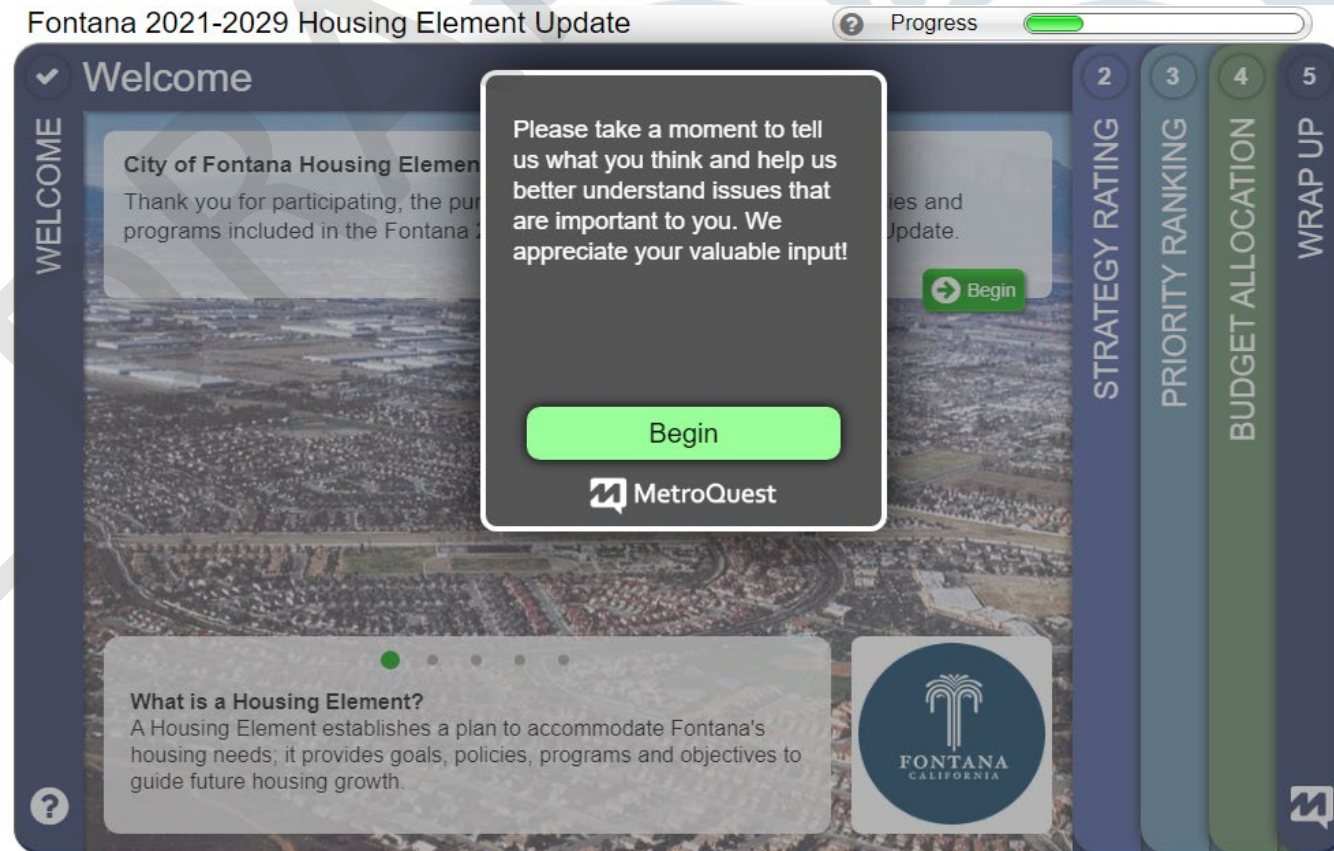 Fontana 2021-2029 Housing Element Update
Progress
Welcome
WELCOME
City of Fontana Housing Elemen
Thank you for participating, the pur ies and
programs included in the Fontana Update.
Begin
Please take a moment to tell
us what you think and help us
better understand issues that
are important to you. We
appreciate your valuable input!
Begin
MetroQuest
2
STRATEGY RATING
3
PRIORITY RANKING
4
BUDGET ALLOCATION
5
WRAP UP
What is a Housing Element?
A Housing Element establishes a plan to accommodate Fontana's
housing needs; it provides goals, policies, programs and objectives to
guide future housing growth.
FONTANA
CALIFORNIA
?